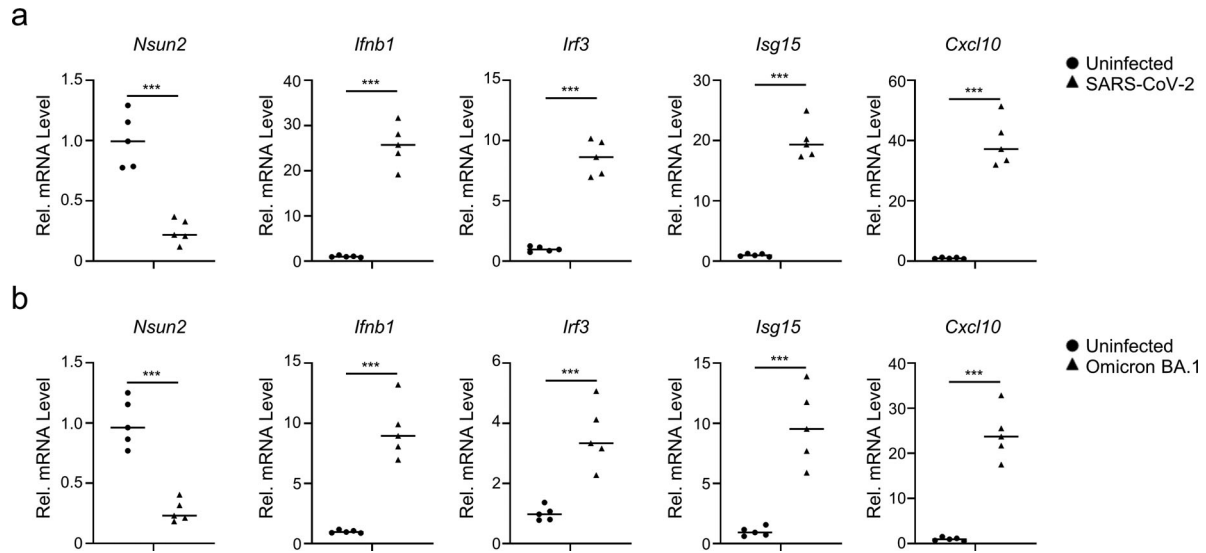 a
Nsun2 Ifnb1 Irf3 Isg15 Cxcl10
● Uninfected
▲ SARS-CoV-2
Rel. mRNA Level
1.5
1.0
0.5
0
***
Rel. mRNA Level
40
30
20
10
0
***
Rel. mRNA Level
15
10
5
0
***
Rel. mRNA Level
30
20
10
0
***
Rel. mRNA Level
60
40
20
0
***
b
Nsun2 Ifnb1 Irf3 Isg15 Cxcl10
● Uninfected
▲ Omicron BA.1
Rel. mRNA Level
1.5
1.0
0.5
0
***
Rel. mRNA Level
15
10
5
0
***
Rel. mRNA Level
6
4
2
0
***
Rel. mRNA Level
15
10
5
0
***
Rel. mRNA Level
40
30
20
10
0
***